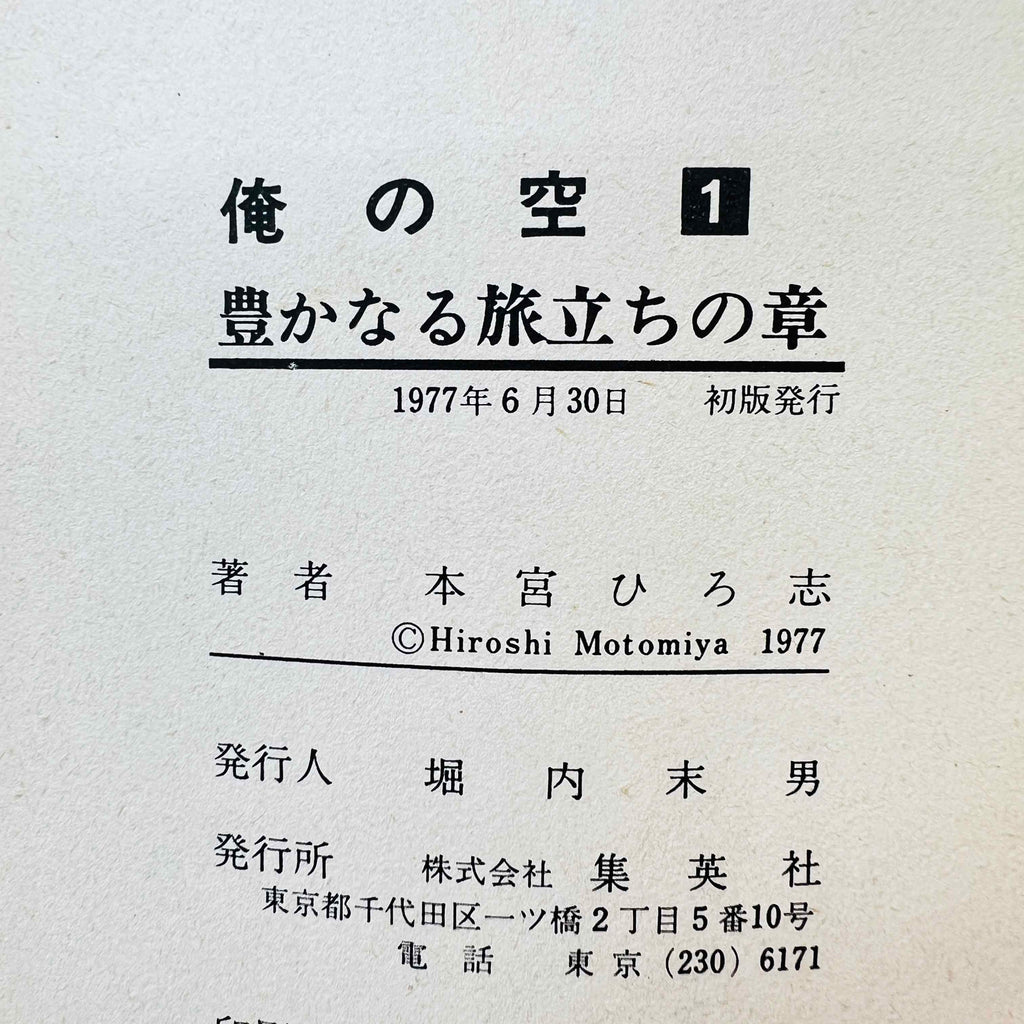 俺の空 1
豊かなる旅立ちの章
1977年6月30日 初版発行
著者 本宮ひろ志
©Hiroshi Motomiya 1977
発行人 堀内末男
発行所 株式会社 集英社
東京都千代田区一ツ橋2丁目5番10号
電話 東京 (230) 6171